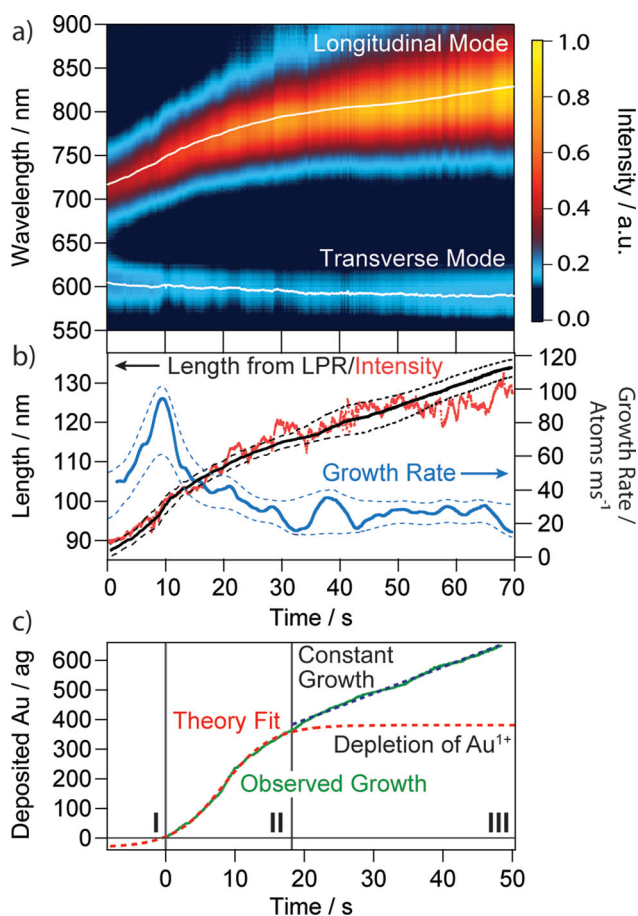 a)
900
850
800
750
700
650
600
550
Wavelength / nm
Longitudinal Mode
Transverse Mode
1.0
0.8
0.6
0.4
0.2
0.0
Intensity / a.u.
b)
Length from LPR/Intensity
Growth Rate
130
120
110
100
90
Length / nm
120
100
80
60
40
20
0
Growth Rate /
Atoms ms⁻¹
0 10 20 30 40 50 60 70
Time / s
c)
600
500
400
300
200
100
0
Deposited Au / ag
Constant
Growth
Theory Fit
Depletion of Au¹⁺
Observed Growth
I II III
0 10 20 30 40 50
Time / s